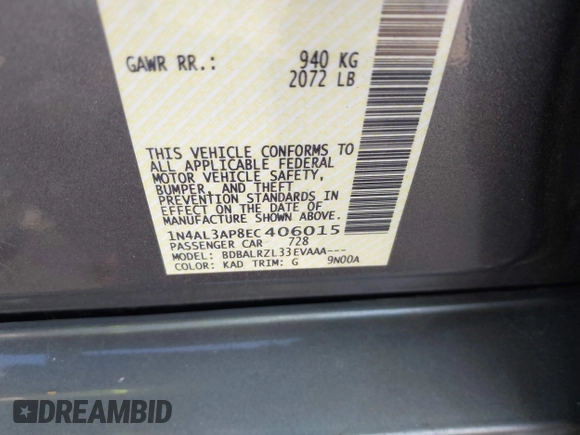 GAWR RR.: 940 KG
2072 LB
THIS VEHICLE CONFORMS TO
ALL APPLICABLE FEDERAL
MOTOR VEHICLE SAFETY,
BUMPER, AND THEFT
PREVENTION STANDARDS IN
EFFECT ON THE DATE OF
MANUFACTURE SHOWN ABOVE.
1N4AL3AP8EC406015
PASSENGER CAR 728
MODEL: BDBALRZL33EVAAA---
COLOR: KAD TRIM: G 9N00A
DREAMBID